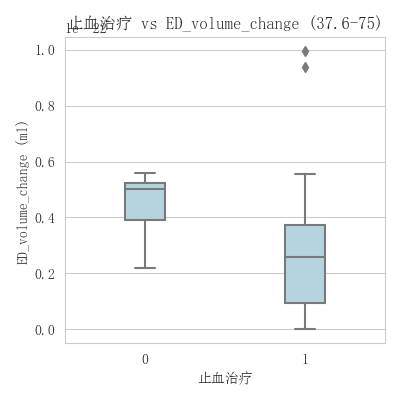 止血治疗 vs ED_volume_change (37.6-75)
1e-22
1.0
0.8
0.6
0.4
0.2
0.0
ED_volume_change (ml)
0 1
止血治疗